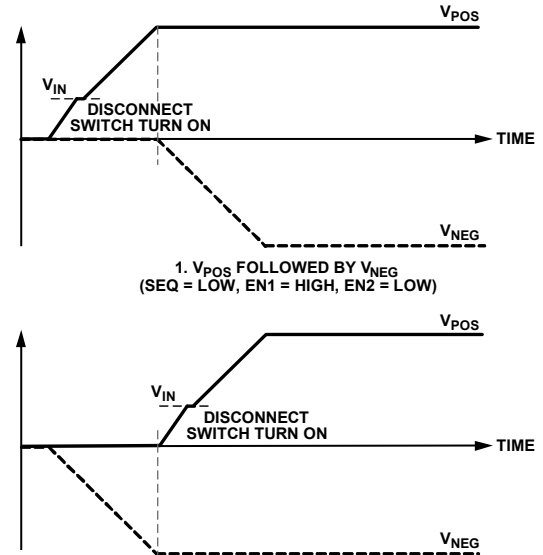 VPOS
VIN
DISCONNECT
SWITCH TURN ON
TIME
VNEG
1. VPOS FOLLOWED BY VNEG
(SEQ = LOW, EN1 = HIGH, EN2 = LOW)
VPOS
VIN
DISCONNECT
SWITCH TURN ON
TIME
VNEG